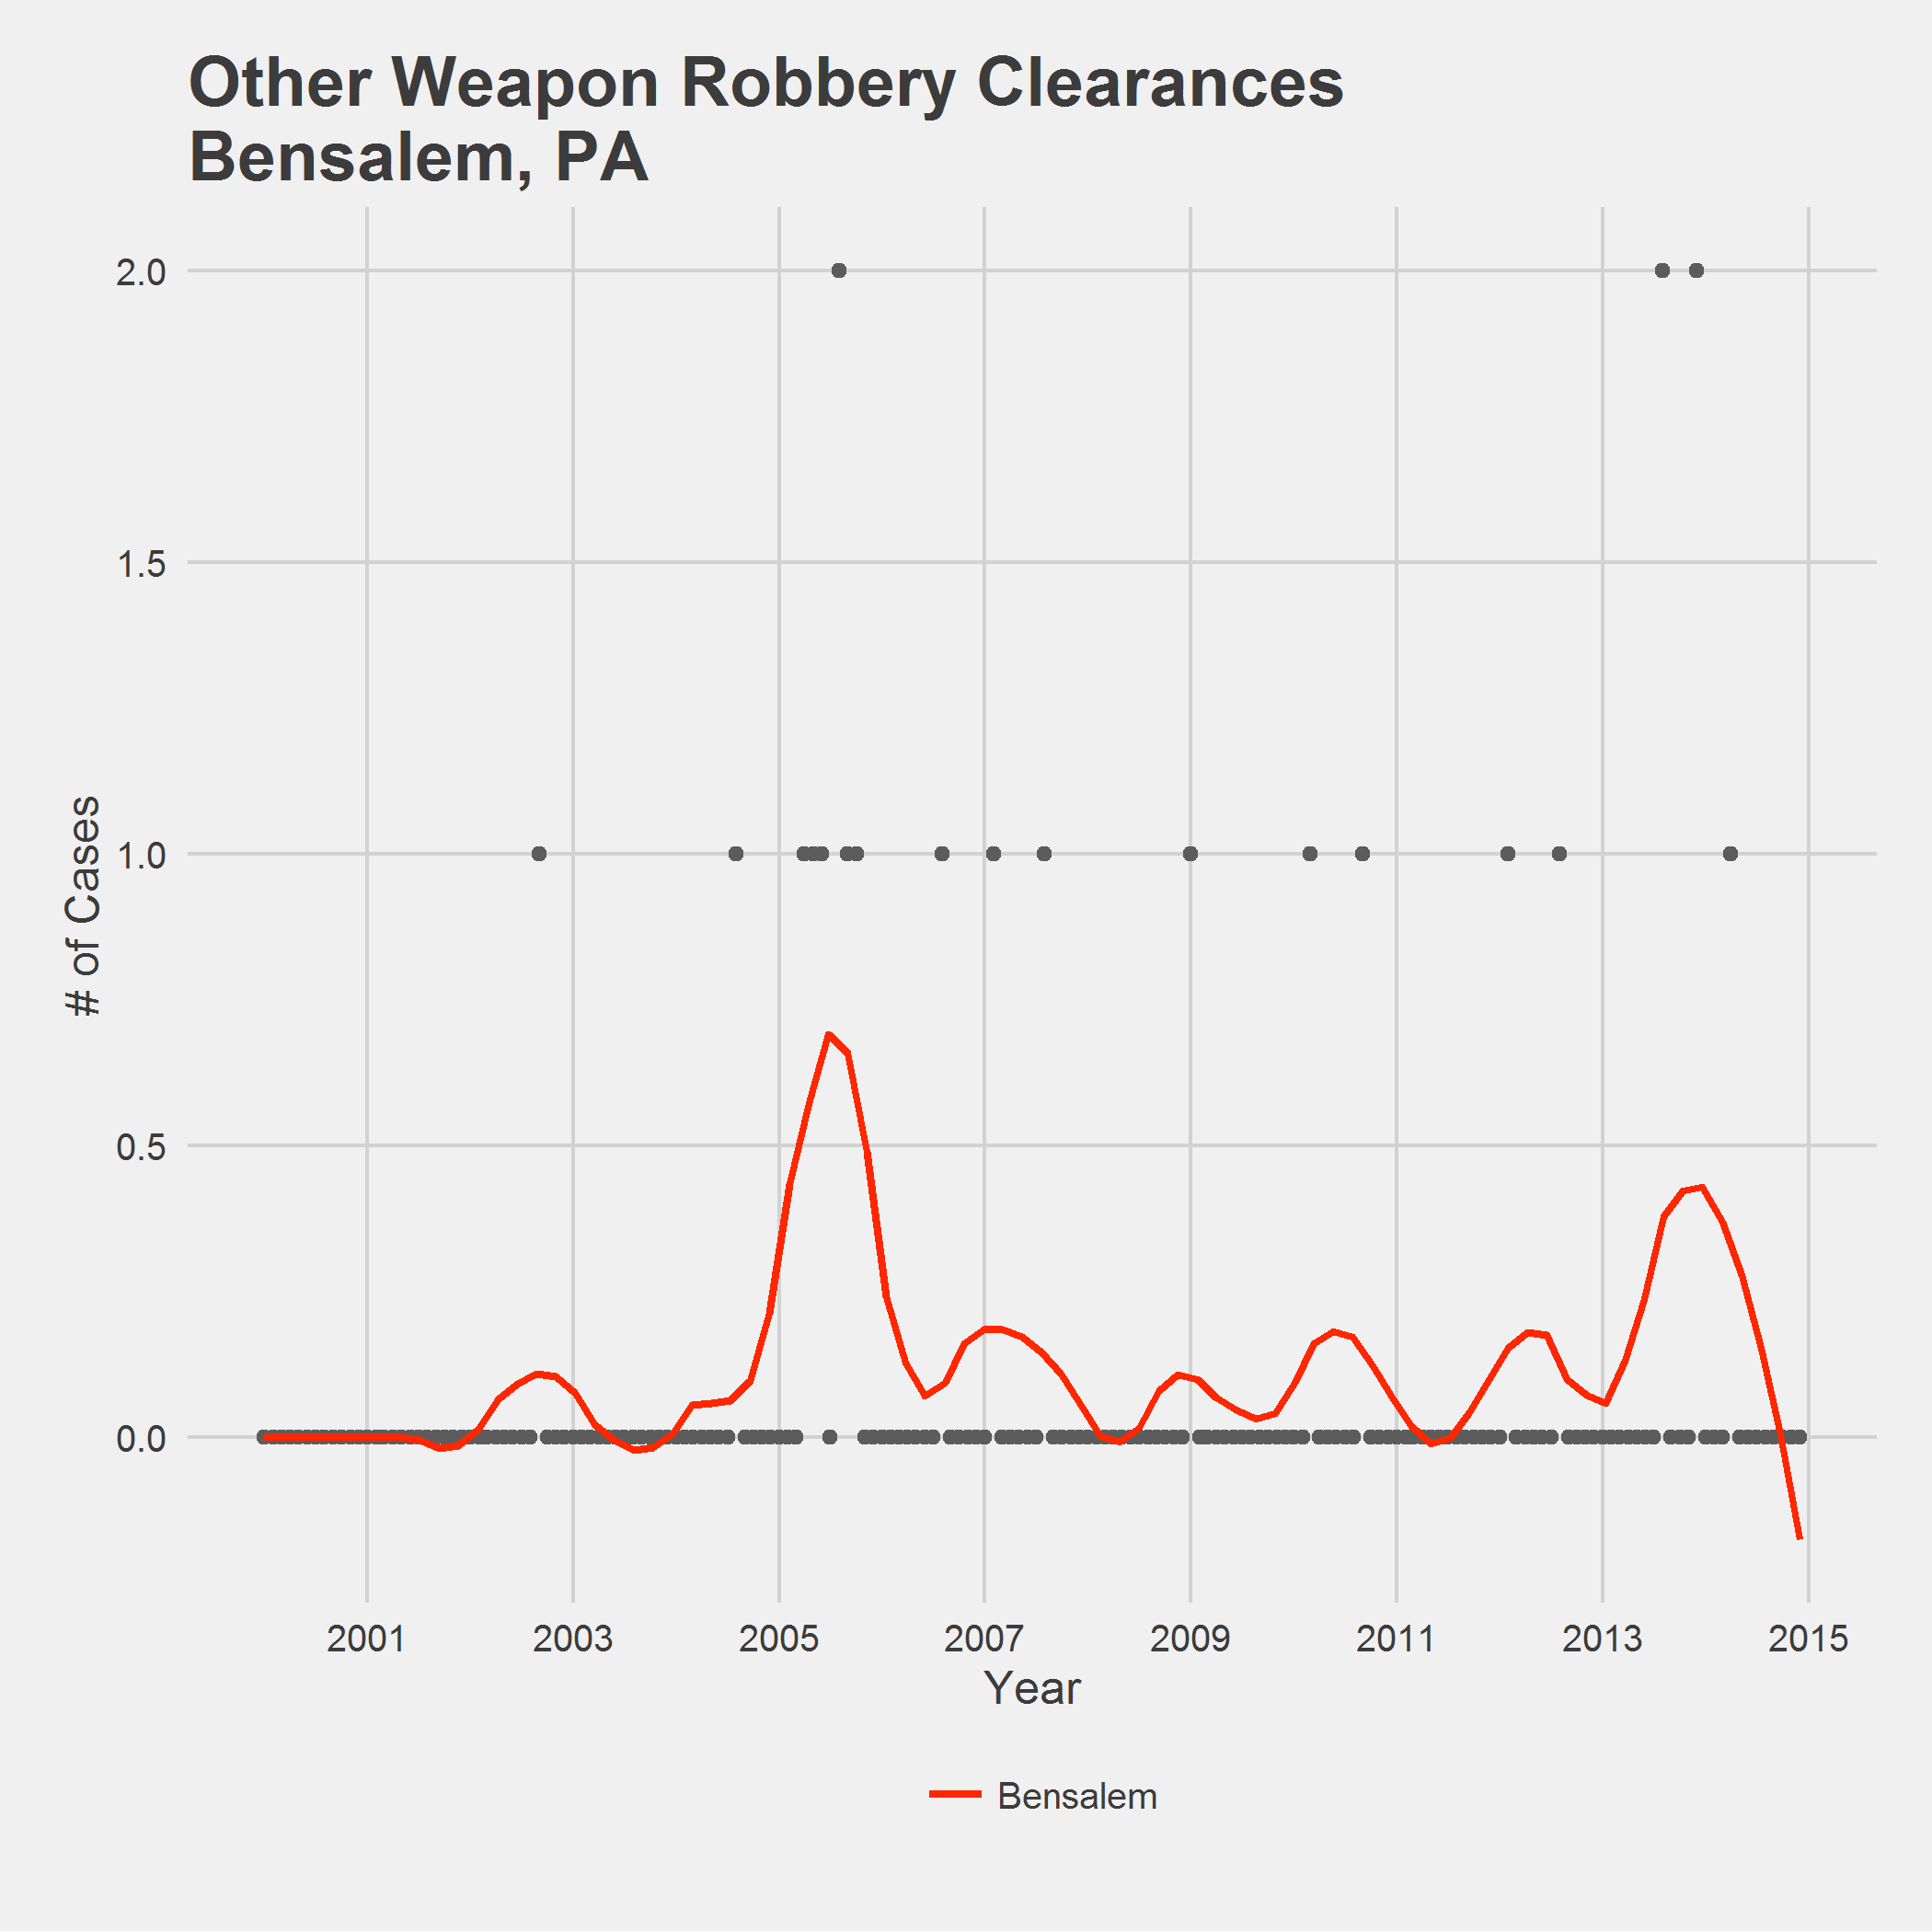 Other Weapon Robbery Clearances
Bensalem, PA
2.0
1.5
1.0
0.5
0.0
# of Cases
2001 2003 2005 2007 2009 2011 2013 2015
Year
Bensalem